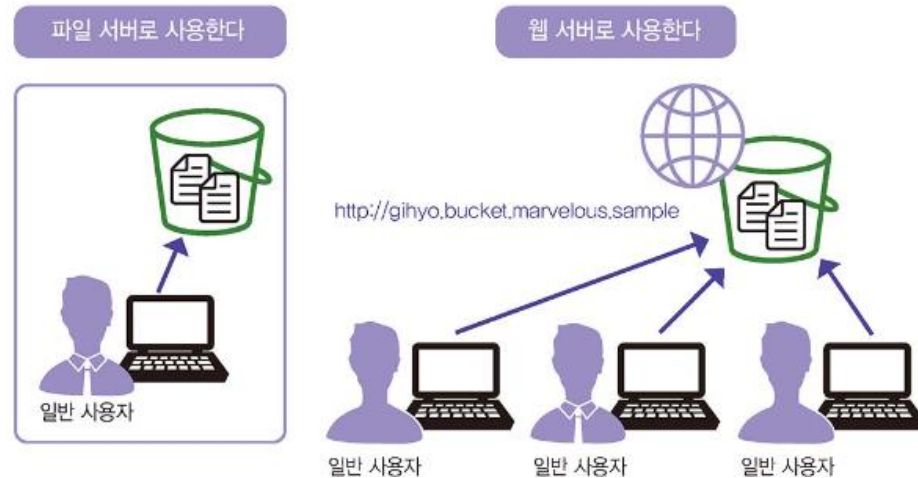 파일 서버로 사용한다
웹 서버로 사용한다
http://gihyo.bucket.marvelous.sample
일반 사용자
일반 사용자
일반 사용자
일반 사용자